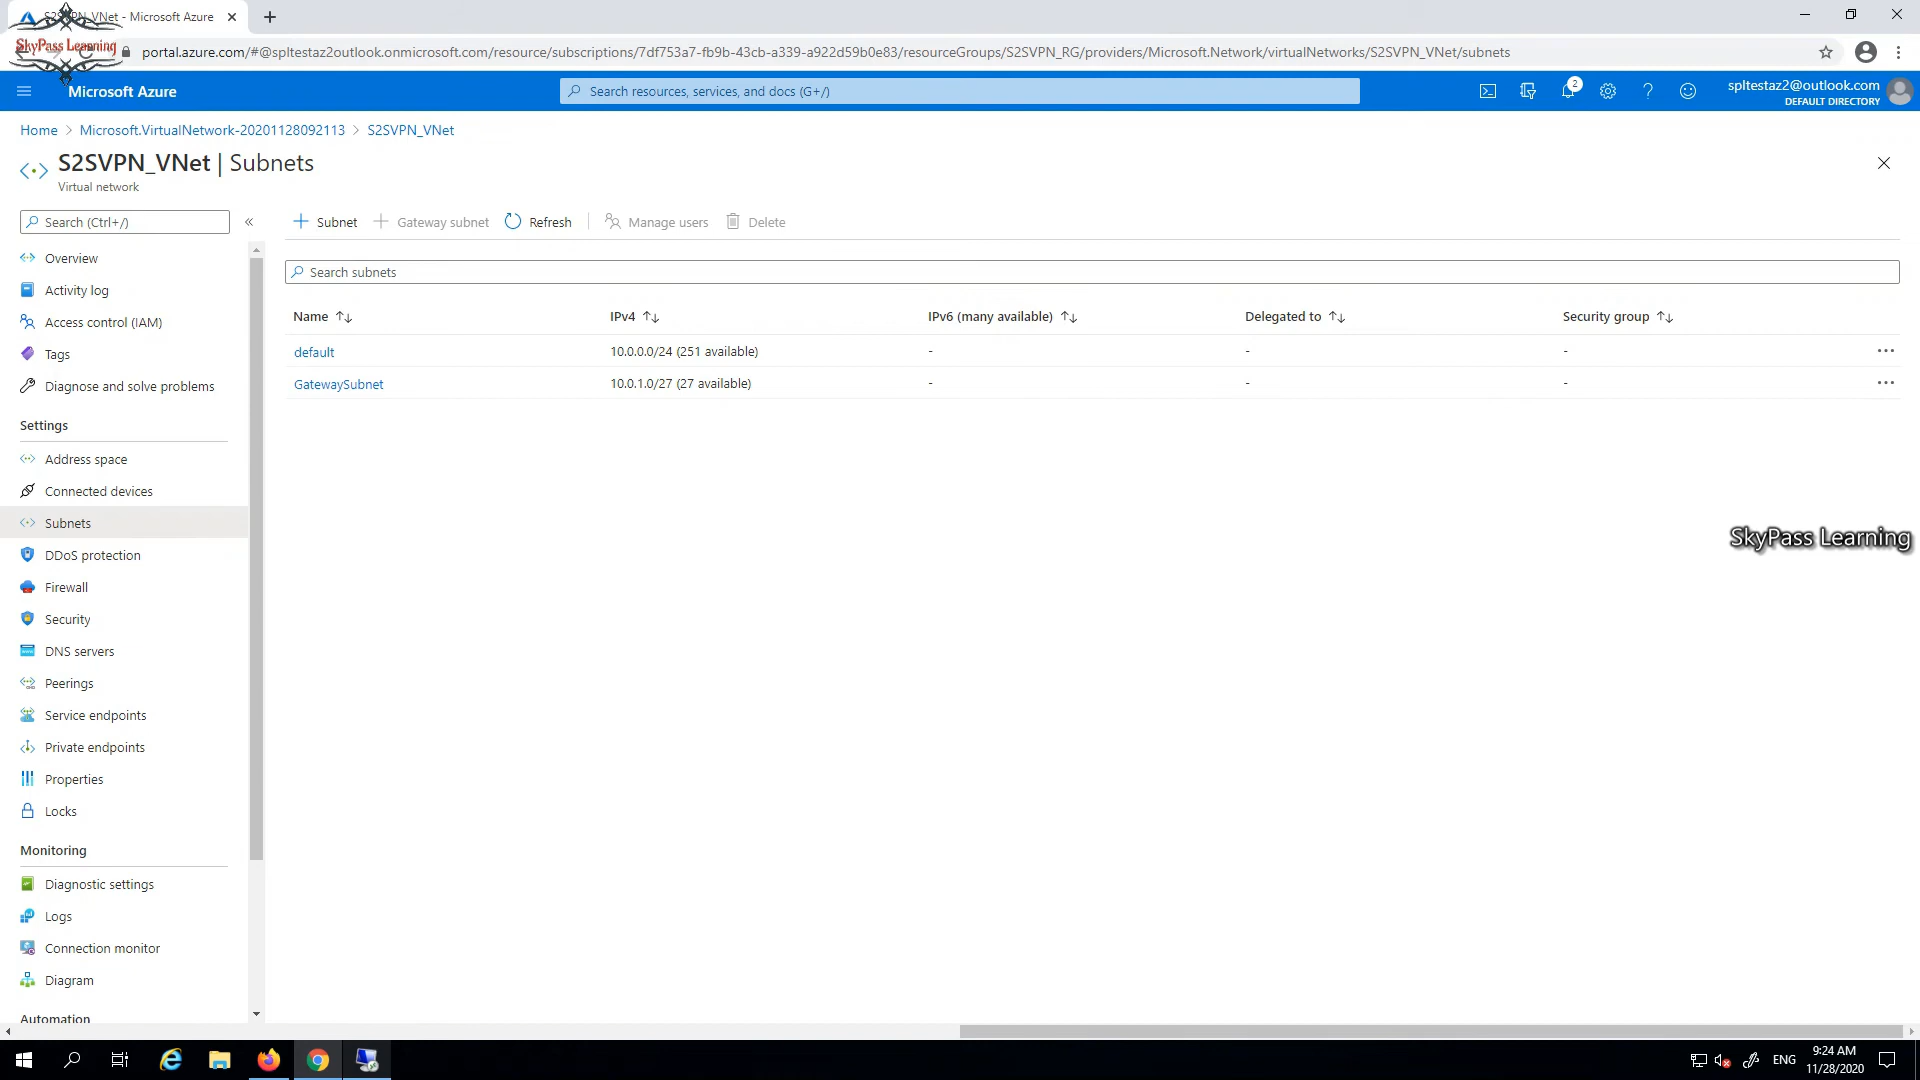 S2SVPN_VNet - Microsoft Azure
SkyPass Learning
portal.azure.com/#@spltestaz2outlook.onmicrosoft.com/resource/subscriptions/7df753a7-fb9b-43cb-a339-a922d59b0e83/resourceGroups/S2SVPN_RG/providers/Microsoft.Network/virtualNetworks/S2SVPN_VNet/subnets
Microsoft Azure
Search resources, services, and docs (G+/)
2
spltestaz2@outlook.com
DEFAULT DIRECTORY
Home > Microsoft.VirtualNetwork-20201128092113 > S2SVPN_VNet
S2SVPN_VNet | Subnets
Virtual network
Search (Ctrl+/)
«
+ Subnet + Gateway subnet Refresh Manage users Delete
Search subnets
Name IPv4 IPv6 (many available) Delegated to Security group
default 10.0.0.0/24 (251 available) - - - ...
GatewaySubnet 10.0.1.0/27 (27 available) - - - ...
Overview
Activity log
Access control (IAM)
Tags
Diagnose and solve problems
Settings
Address space
Connected devices
Subnets
DDoS protection
Firewall
Security
DNS servers
Peerings
Service endpoints
Private endpoints
Properties
Locks
Monitoring
Diagnostic settings
Logs
Connection monitor
Diagram
Automation
SkyPass Learning
ENG
9:24 AM
11/28/2020